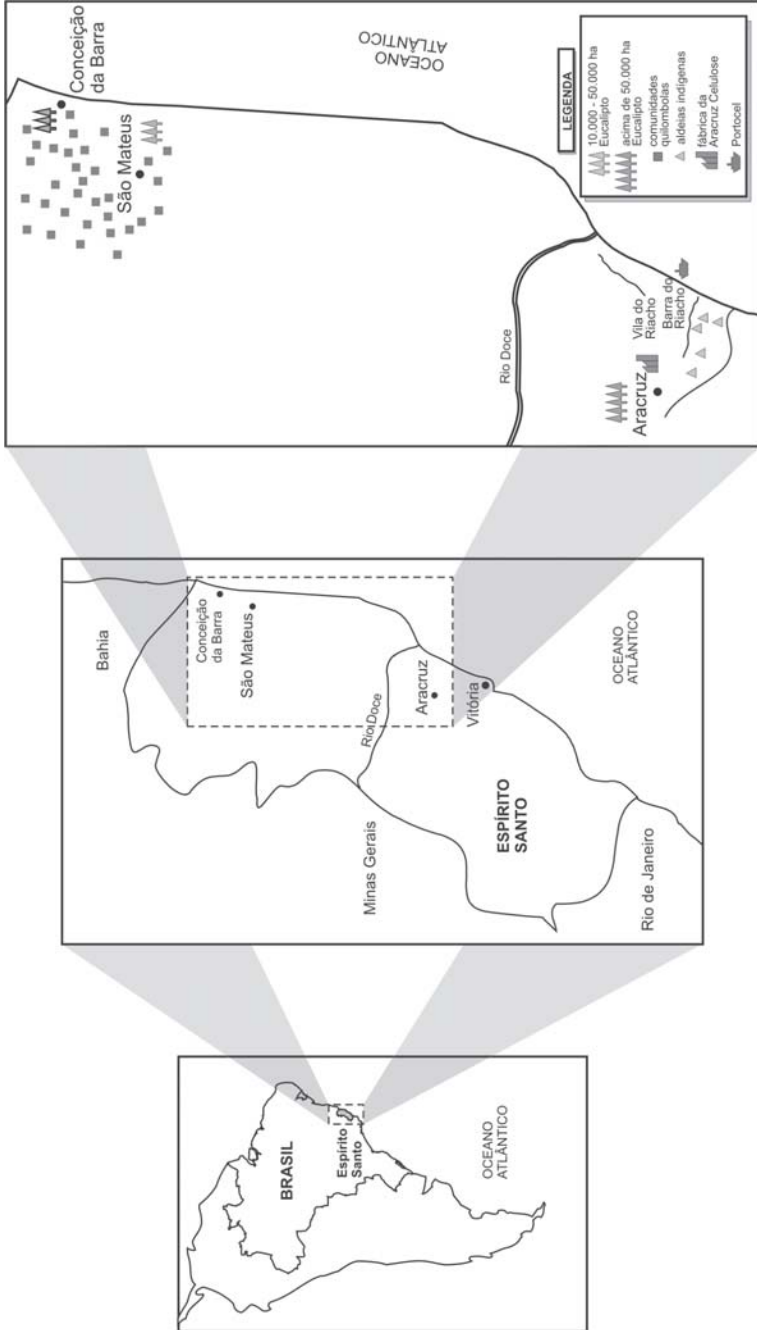 BRASIL
Espírito
Santo
OCEANO
ATLÂNTICO
Bahia
Conceição
da Barra
São Mateus
Rio Doce
Aracruz
Vitória
Minas Gerais
ESPÍRITO
SANTO
Rio de Janeiro
OCEANO
ATLÂNTICO
Conceição
da Barra
São Mateus
OCEANO
ATLÂNTICO
Rio Doce
Vila do
Riacho
Barra do
Riacho
Aracruz
LEGENDA
10.000 - 50.000 ha
Eucalipto
acima de 50.000 ha
Eucalipto
comunidades
quilombolas
aldeias indígenas
fábrica da
Aracruz Celulose
Portocel